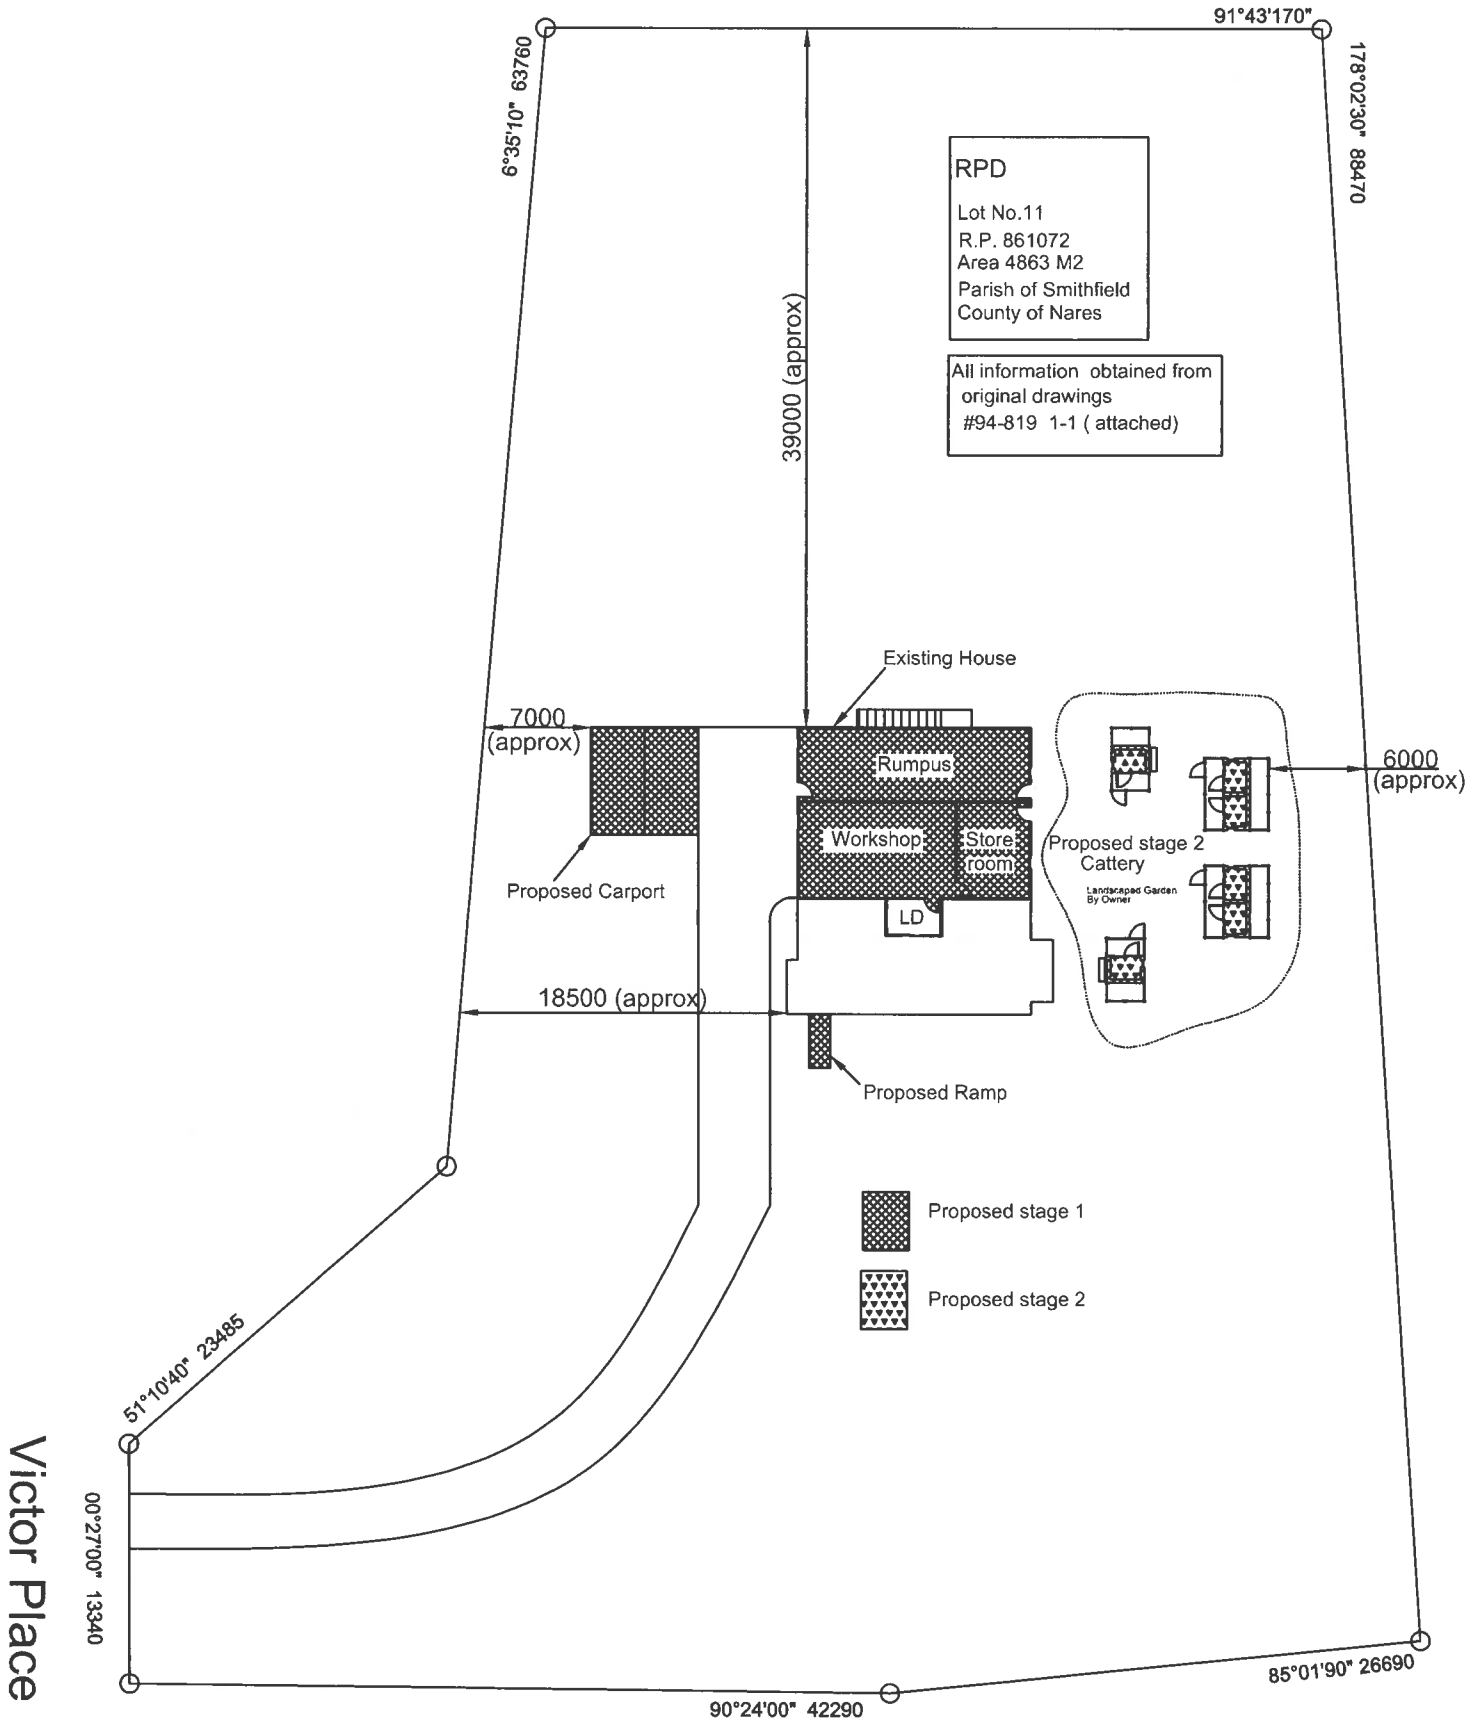 91°43'170"
6°35'10" 63760
178°02'30" 88470
RPD
Lot No.11
R.P. 861072
Area 4863 M2
Parish of Smithfield
County of Nares
39000 (approx)
All information obtained from
original drawings
#94-819 1-1 ( attached)
Existing House
7000
(approx)
Rumpus
6000
(approx)
Workshop
Store
room
Proposed stage 2
Cattery
Landscaped Garden
By Owner
Proposed Carport
LD
18500 (approx)
Proposed Ramp
Proposed stage 1
Proposed stage 2
51°10'40" 23485
Victor Place
00°27'00" 13340
85°01'90" 26690
90°24'00" 42290